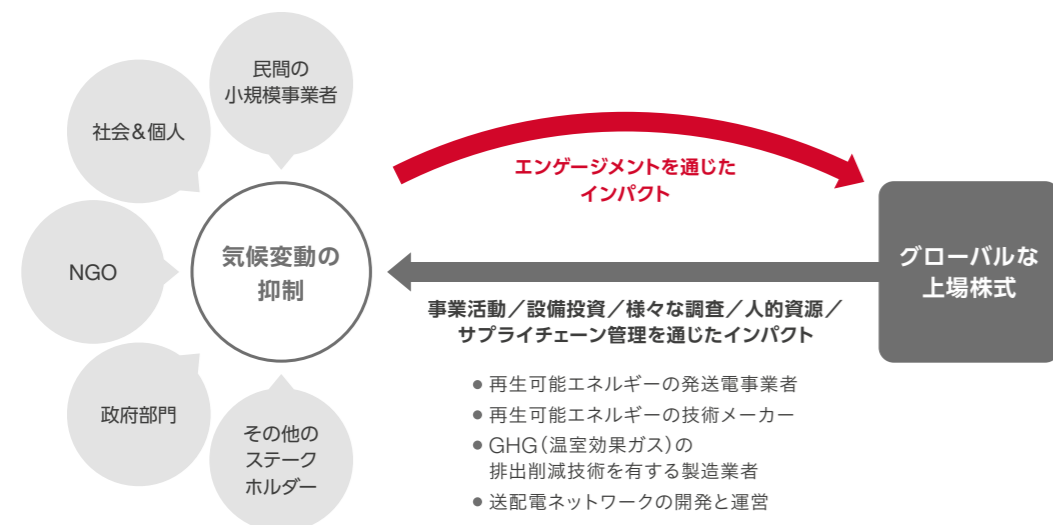 民間の
小規模事業者
社会&個人
NGO
政府部門
その他の
ステーク
ホルダー
気候変動の
抑制
エンゲージメントを通じた
インパクト
グローバルな
上場株式
事業活動／設備投資／様々な調査／人的資源／
サプライチェーン管理を通じたインパクト
● 再生可能エネルギーの発送電事業者
● 再生可能エネルギーの技術メーカー
● GHG（温室効果ガス）の
排出削減技術を有する製造業者
● 送配電ネットワークの開発と運営